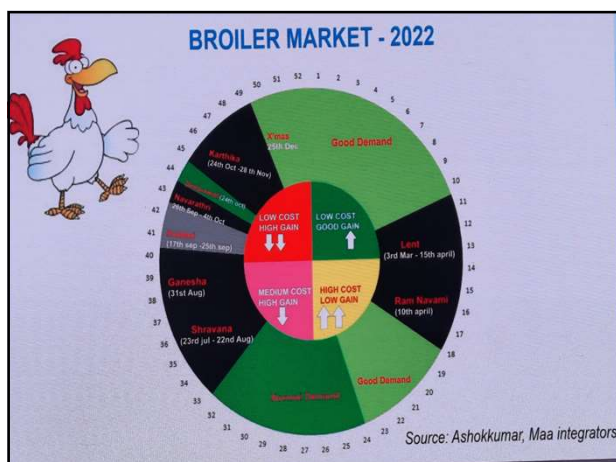 BROILER MARKET - 2022
50 51 52 1 2 3 4 5 6 7 8 9 10 11 12 13 14 15 16 17 18 19 20 21 22 23 24 25 26 27 28 29 30 31 32 33 34 35 36 37 38 39 40 41 42 43 44 45 46 47 48 49
X'mas
25th Dec
Good Demand
Lent
(3rd Mar - 15th april)
Ram Navami
(10th april)
Good Demand
Demand
Shravana
(23rd jul - 22nd Aug)
Ganesha
(31st Aug)
(17th sep -25th sep)
Navarathri
26th Sep - 4th Oct
(24th oct)
Karthika
(24th Oct -28 th Nov)
LOW COST
HIGH GAIN
LOW COST
GOOD GAIN
MEDIUM COST
HIGH GAIN
HIGH COST
LOW GAIN
Source: Ashokkumar, Maa integrators